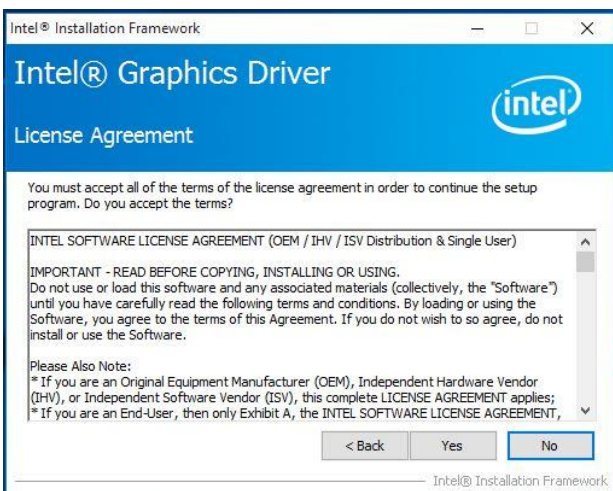 Intel® Installation Framework
Intel® Graphics Driver
intel
License Agreement
You must accept all of the terms of the license agreement in order to continue the setup
program. Do you accept the terms?
INTEL SOFTWARE LICENSE AGREEMENT (OEM / IHV / ISV Distribution & Single User)
IMPORTANT - READ BEFORE COPYING, INSTALLING OR USING.
Do not use or load this software and any associated materials (collectively, the "Software")
until you have carefully read the following terms and conditions. By loading or using the
Software, you agree to the terms of this Agreement. If you do not wish to so agree, do not
install or use the Software.
Please Also Note:
* If you are an Original Equipment Manufacturer (OEM), Independent Hardware Vendor
(IHV), or Independent Software Vendor (ISV), this complete LICENSE AGREEMENT applies;
* If you are an End-User, then only Exhibit A, the INTEL SOFTWARE LICENSE AGREEMENT,
< Back
Yes
No
Intel® Installation Framework